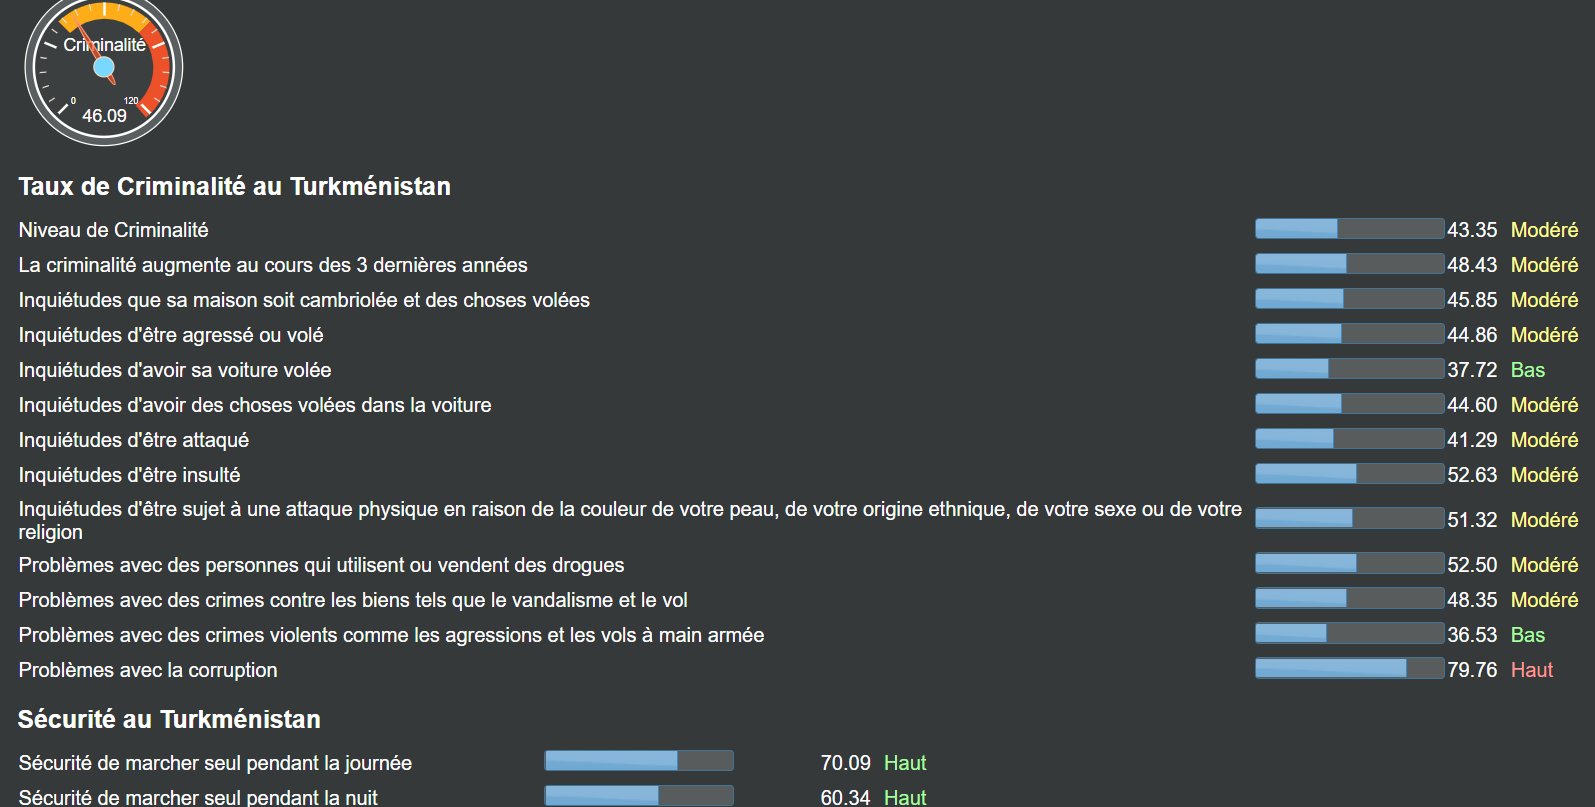 Criminalité
0 120
46.09
Taux de Criminalité au Turkménistan
Niveau de Criminalité 43.35 Modéré
La criminalité augmente au cours des 3 dernières années 48.43 Modéré
Inquiétudes que sa maison soit cambriolée et des choses volées 45.85 Modéré
Inquiétudes d'être agressé ou volé 44.86 Modéré
Inquiétudes d'avoir sa voiture volée 37.72 Bas
Inquiétudes d'avoir des choses volées dans la voiture 44.60 Modéré
Inquiétudes d'être attaqué 41.29 Modéré
Inquiétudes d'être insulté 52.63 Modéré
Inquiétudes d'être sujet à une attaque physique en raison de la couleur de votre peau, de votre origine ethnique, de votre sexe ou de votre
religion 51.32 Modéré
Problèmes avec des personnes qui utilisent ou vendent des drogues 52.50 Modéré
Problèmes avec des crimes contre les biens tels que le vandalisme et le vol 48.35 Modéré
Problèmes avec des crimes violents comme les agressions et les vols à main armée 36.53 Bas
Problèmes avec la corruption 79.76 Haut
Sécurité au Turkménistan
Sécurité de marcher seul pendant la journée 70.09 Haut
Sécurité de marcher seul pendant la nuit 60.34 Haut